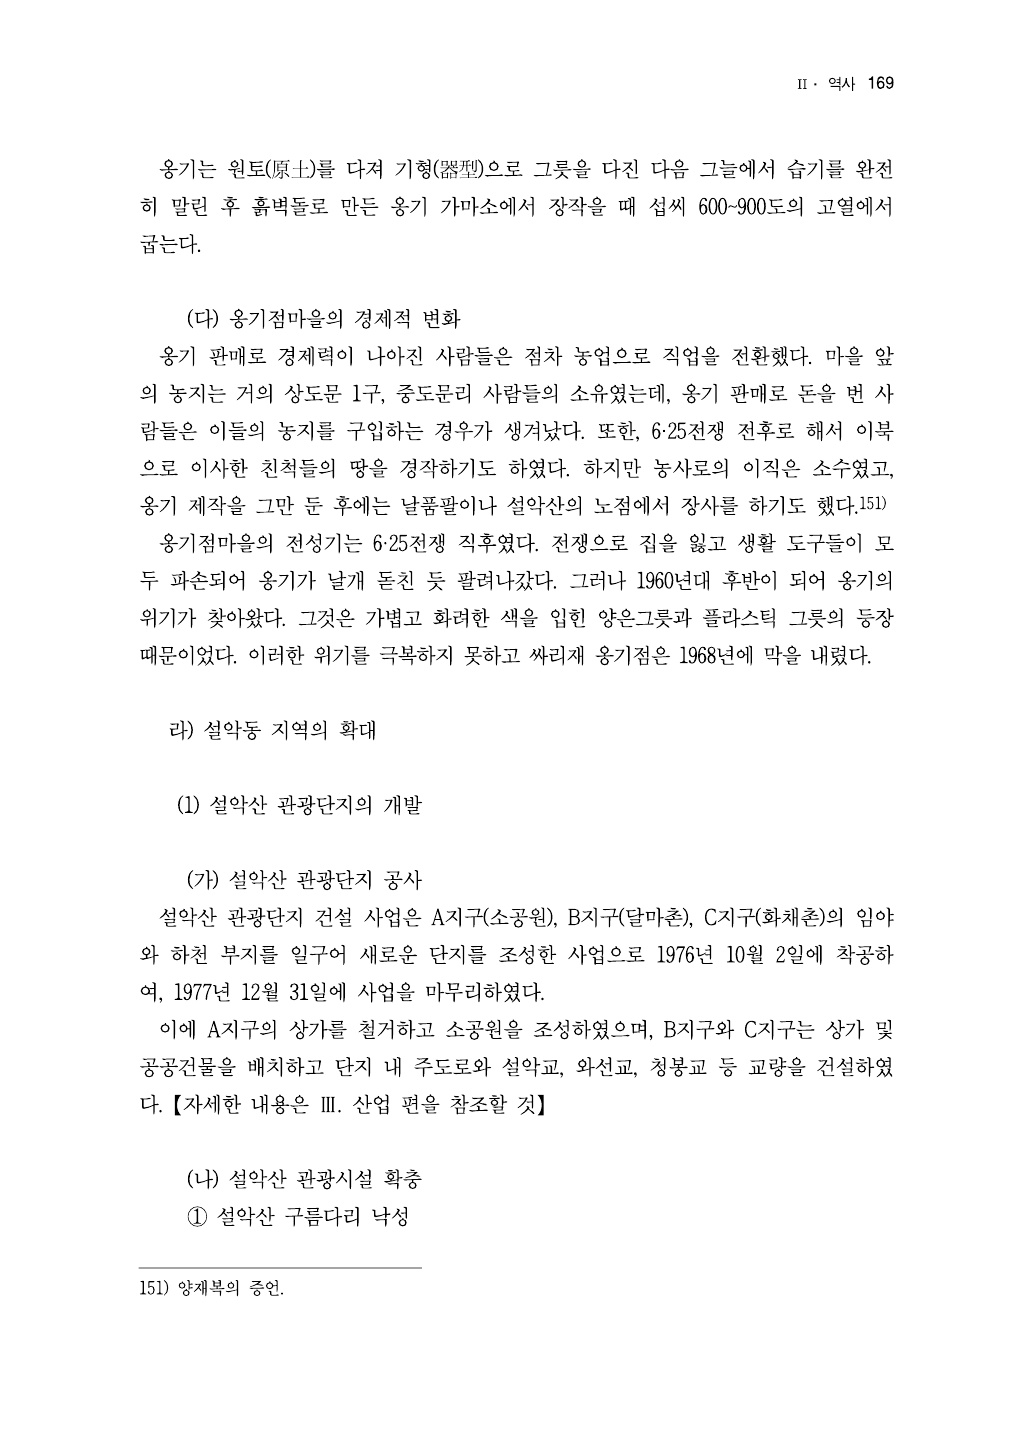 II · 역사 169
옹기는 원토(原土)를 다져 기형(器型)으로 그릇을 다진 다음 그늘에서 습기를 완전
히 말린 후 흙벽돌로 만든 옹기 가마소에서 장작을 때 섭씨 600~900도의 고열에서
굽는다.
(다) 옹기점마을의 경제적 변화
옹기 판매로 경제력이 나아진 사람들은 점차 농업으로 직업을 전환했다. 마을 앞
의 농지는 거의 상도문 1구, 중도문리 사람들의 소유였는데, 옹기 판매로 돈을 번 사
람들은 이들의 농지를 구입하는 경우가 생겨났다. 또한, 6·25전쟁 전후로 해서 이북
으로 이사한 친척들의 땅을 경작하기도 하였다. 하지만 농사로의 이직은 소수였고,
옹기 제작을 그만 둔 후에는 날품팔이나 설악산의 노점에서 장사를 하기도 했다.151)
옹기점마을의 전성기는 6·25전쟁 직후였다. 전쟁으로 집을 잃고 생활 도구들이 모
두 파손되어 옹기가 날개 돋친 듯 팔려나갔다. 그러나 1960년대 후반이 되어 옹기의
위기가 찾아왔다. 그것은 가볍고 화려한 색을 입힌 양은그릇과 플라스틱 그릇의 등장
때문이었다. 이러한 위기를 극복하지 못하고 싸리재 옹기점은 1968년에 막을 내렸다.
라) 설악동 지역의 확대
(1) 설악산 관광단지의 개발
(가) 설악산 관광단지 공사
설악산 관광단지 건설 사업은 A지구(소공원), B지구(달마촌), C지구(화채촌)의 임야
와 하천 부지를 일구어 새로운 단지를 조성한 사업으로 1976년 10월 2일에 착공하
여, 1977년 12월 31일에 사업을 마무리하였다.
이에 A지구의 상가를 철거하고 소공원을 조성하였으며, B지구와 C지구는 상가 및
공공건물을 배치하고 단지 내 주도로와 설악교, 와선교, 청봉교 등 교량을 건설하였
다.【자세한 내용은 Ⅲ. 산업 편을 참조할 것】
(나) 설악산 관광시설 확충
① 설악산 구름다리 낙성
151) 양재복의 증언.